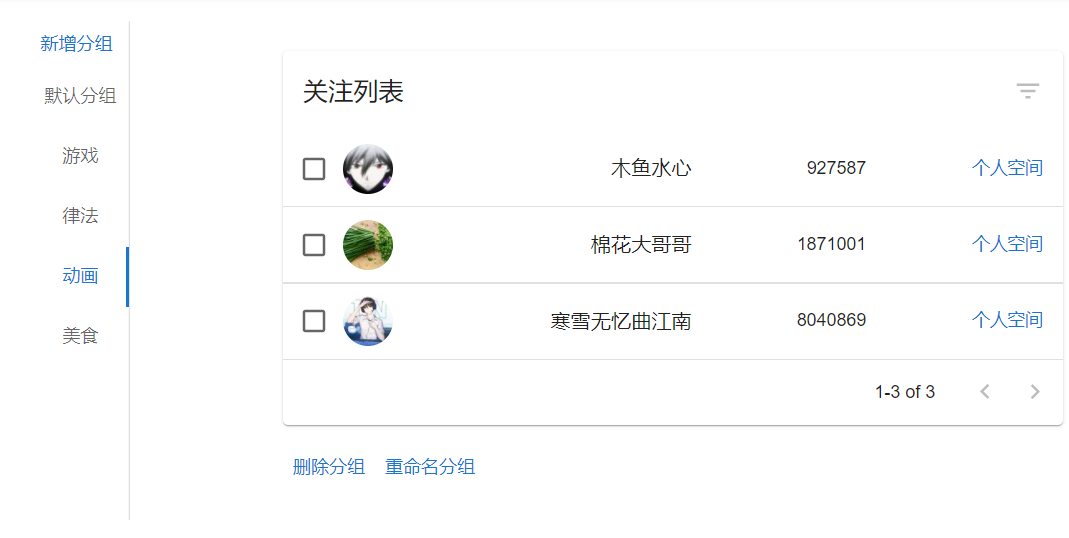 新增分组
默认分组
游戏
律法
动画
美食
关注列表
木鱼水心 927587 个人空间
棉花大哥哥 1871001 个人空间
寒雪无忆曲江南 8040869 个人空间
1-3 of 3
删除分组 重命名分组